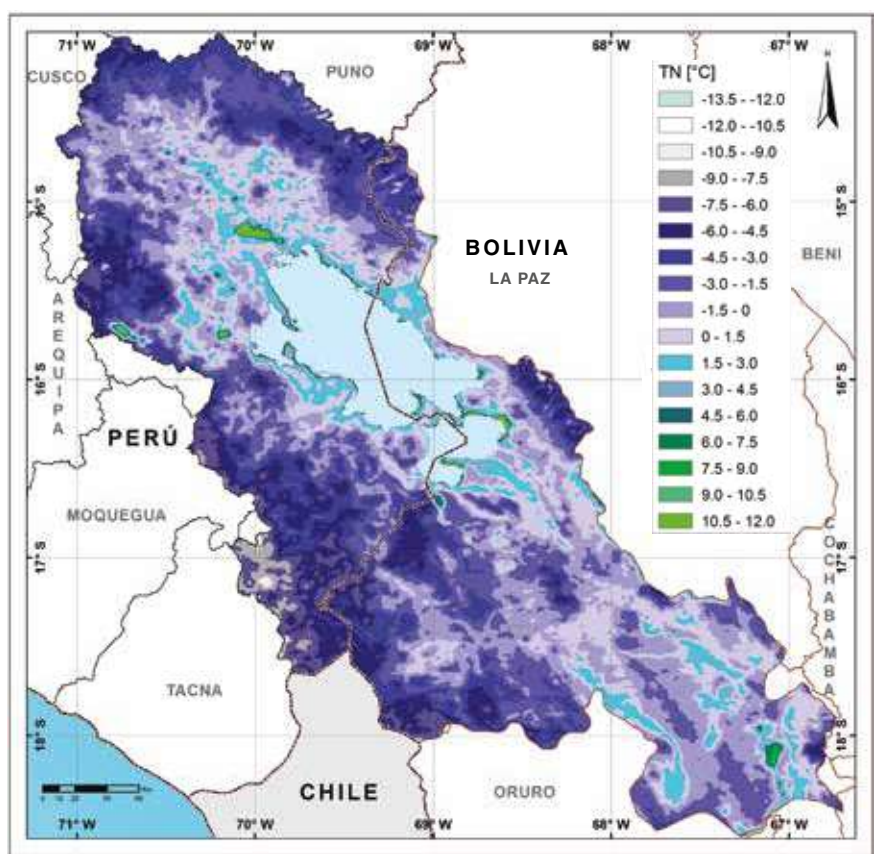 71° W 70° W 69° W 68° W 67° W
CUSCO
PUNO
TN [°C]
-13.5 - -12.0
-12.0 - -10.5
-10.5 - -9.0
-9.0 - -7.5
-7.5 - -6.0
-6.0 - -4.5
-4.5 - -3.0
-3.0 - -1.5
-1.5 - 0
0 - 1.5
1.5 - 3.0
3.0 - 4.5
4.5 - 6.0
6.0 - 7.5
7.5 - 9.0
9.0 - 10.5
10.5 - 12.0
15° S
15° S
BOLIVIA
LA PAZ
BENI
AREQUIPA
16° S
16° S
PERÚ
MOQUEGUA
17° S
17° S
COCHABAMBA
TACNA
18° S
18° S
CHILE
ORURO
71° W 70° W 69° W 68° W 67° W